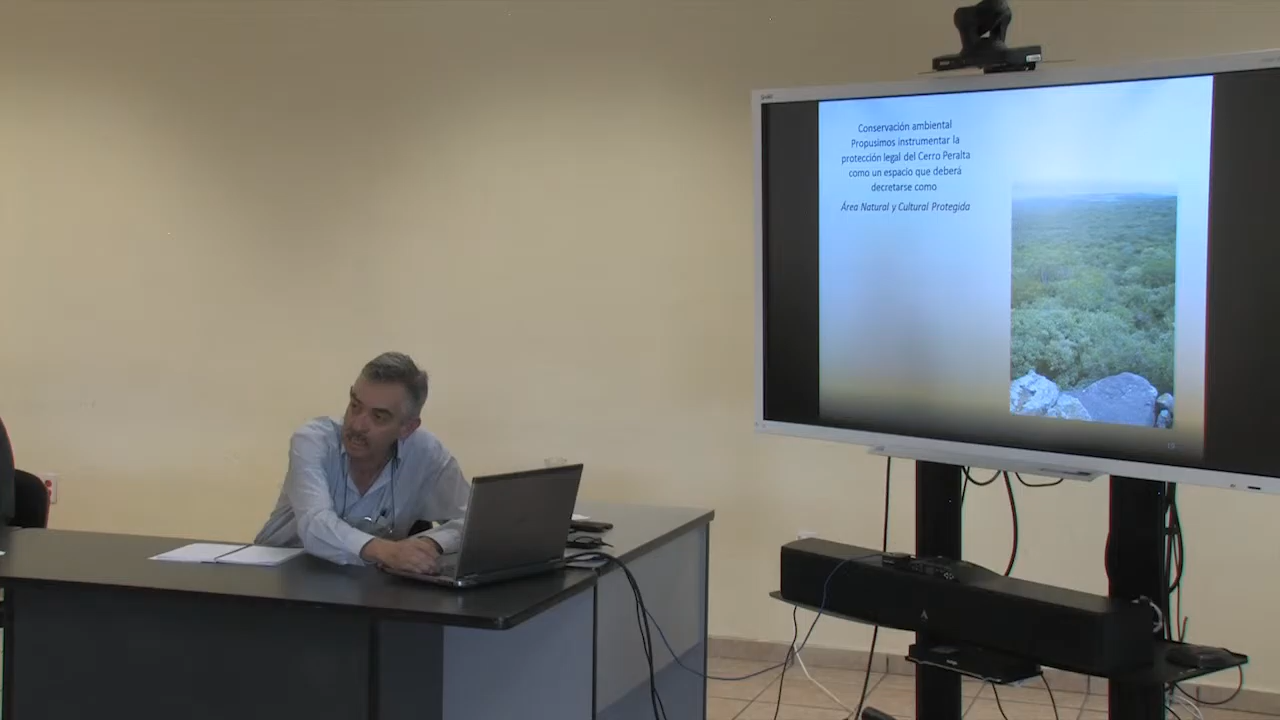 Conservación ambiental
Propusimos instrumentar la
protección legal del Cerro Peralta
como un espacio que deberá
decretarse como
Área Natural y Cultural Protegida